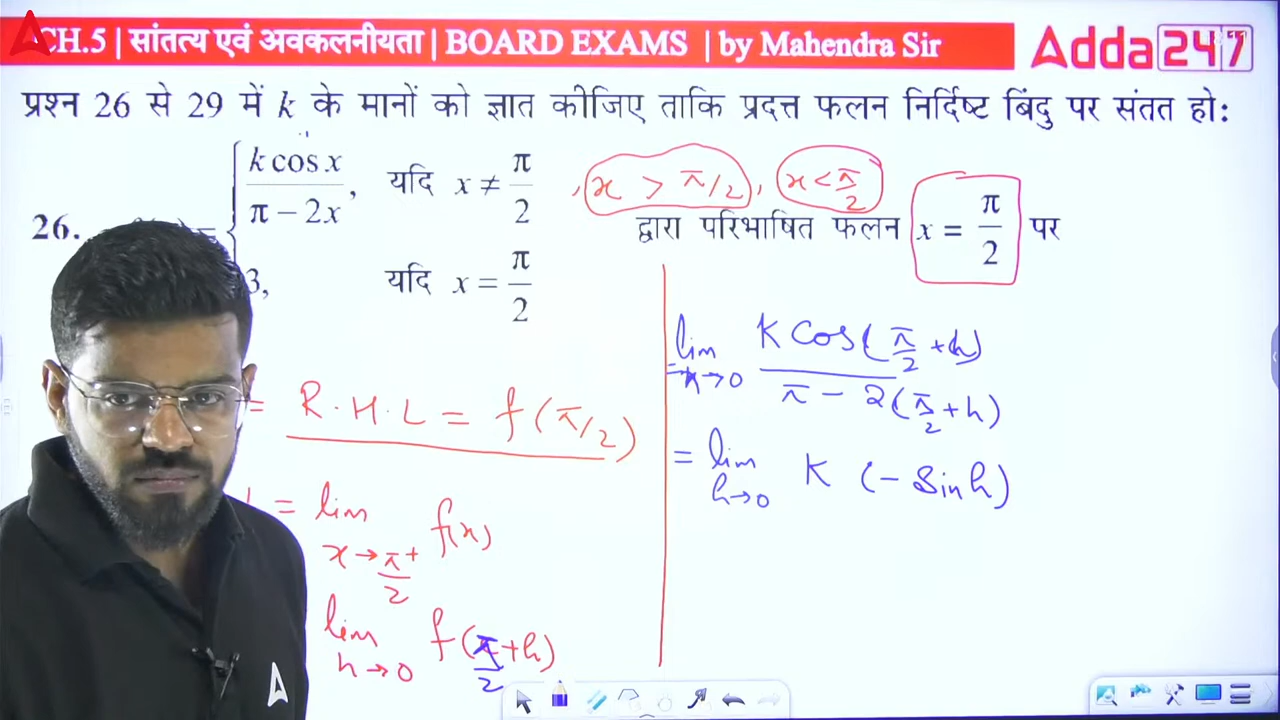 CH.5 | सांतत्य एवं अवकलनीयता | BOARD EXAMS | by Mahendra Sir
Adda247
प्रश्न 26 से 29 में k के मानों को ज्ञात कीजिए ताकि प्रदत्त फलन निर्दिष्ट बिंदु पर संतत हो:
26.
k cos x / π − 2x, यदि x ≠ π/2 , x > π/2, x < π/2
3, यदि x = π/2
द्वारा परिभाषित फलन x = π/2 पर
= R.H.L = f(π/2)
= lim x→π/2⁺ f(x)
lim h→0 f(π/2+h)
= lim h→0 K Cos(π/2+h) / π − 2(π/2+h)
= lim h→0 K (−Sin h)